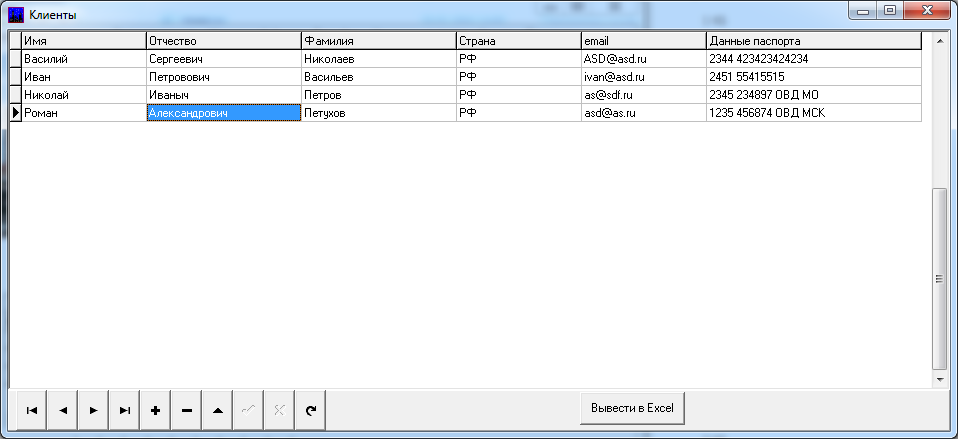 Клиенты
Имя Отчество Фамилия Страна email Данные паспорта
Василий Сергеевич Николаев РФ ASD@asd.ru 2344 423423424234
Иван Петровович Васильев РФ ivan@asd.ru 2451 55415515
Николай Иваныч Петров РФ as@sdf.ru 2345 234897 ОВД МО
Роман Александрович Петухов РФ asd@as.ru 1235 456874 ОВД МСК
Вывести в Excel